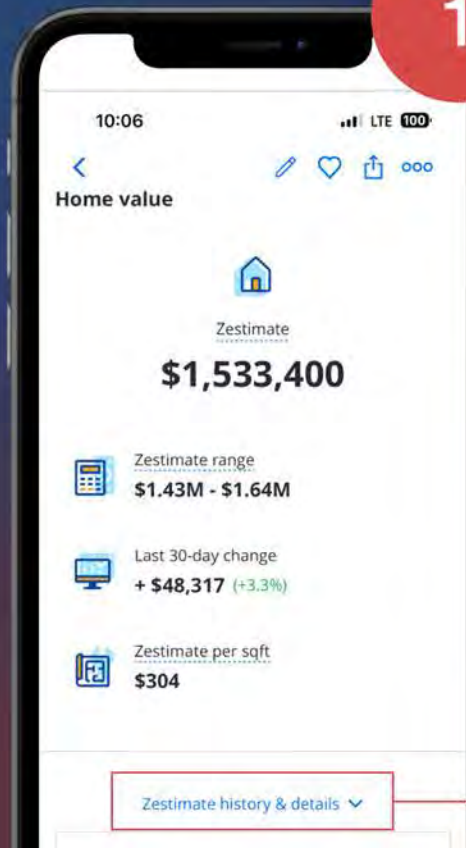 1
10:06
LTE 100
Home value
Zestimate
$1,533,400
Zestimate range
$1.43M - $1.64M
Last 30-day change
+ $48,317 (+3.3%)
Zestimate per sqft
$304
Zestimate history & details